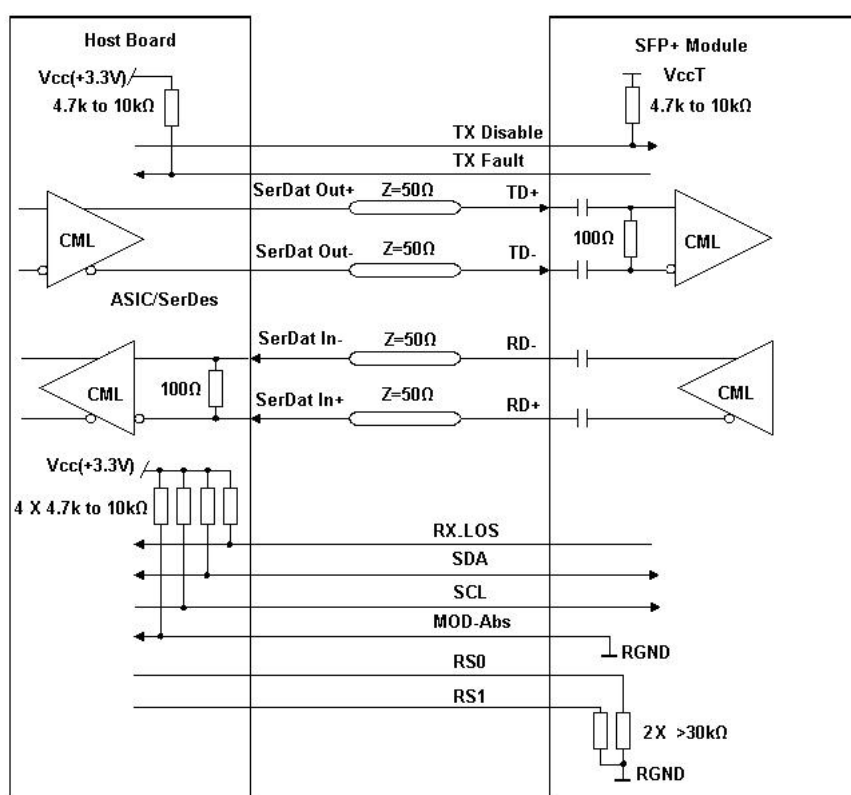 Host Board
SFP+ Module
Vcc(+3.3V)
4.7k to 10kΩ
VccT
4.7k to 10kΩ
TX Disable
TX Fault
SerDat Out+
Z=50Ω
TD+
CML
100Ω
CML
SerDat Out-
Z=50Ω
TD-
ASIC/SerDes
SerDat In-
Z=50Ω
RD-
CML
100Ω
CML
SerDat In+
Z=50Ω
RD+
Vcc(+3.3V)
4 X 4.7k to 10kΩ
RX_LOS
SDA
SCL
MOD-Abs
RGND
RS0
RS1
2 X >30kΩ
RGND